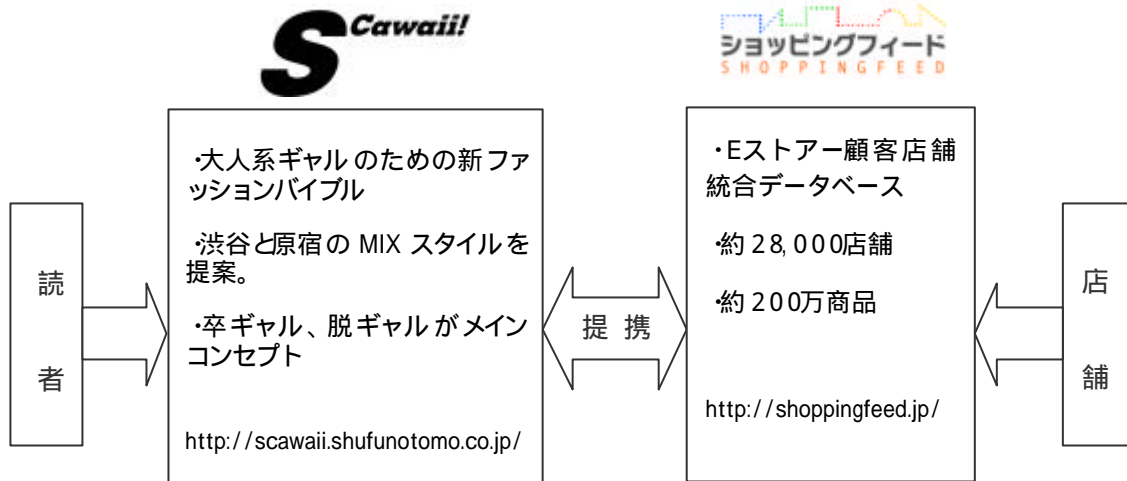 S Cawaii!
ショッピングフィード
SHOPPINGFEED
読者
・大人系ギャルのための新ファ
ッションバイブル
・渋谷と原宿の MIX スタイルを
提案。
・卒ギャル、脱ギャルがメイン
コンセプト
http://scawaii.shufunotomo.co.jp/
提携
・Eストアー顧客店舗
統合データベース
・約28,000店舗
・約200万商品
http://shoppingfeed.jp/
店舗